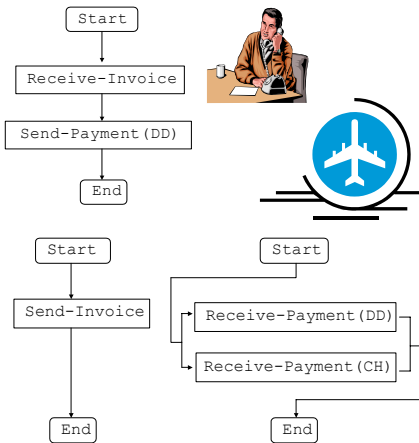 Start
Receive-Invoice
Send-Payment(DD)
End
Start
Send-Invoice
End
Start
Receive-Payment(DD)
Receive-Payment(CH)
End